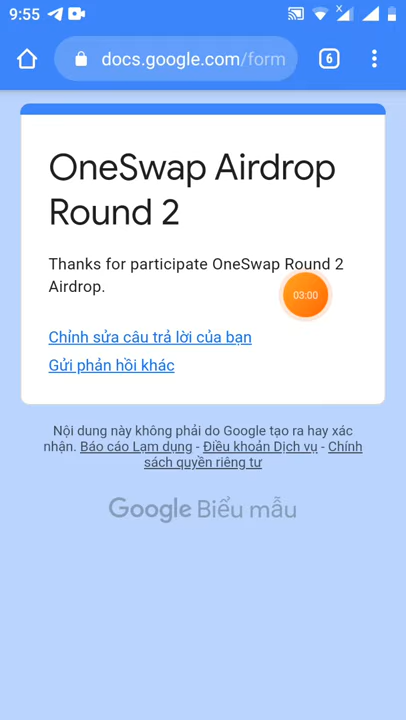 9:55
x
docs.google.com/form
6
OneSwap Airdrop
Round 2
Thanks for participate OneSwap Round 2
Airdrop.
03:00
Chỉnh sửa câu trả lời của bạn
Gửi phản hồi khác
Nội dung này không phải do Google tạo ra hay xác
nhận. Báo cáo Lạm dụng - Điều khoản Dịch vụ - Chính
sách quyền riêng tư
Google Biểu mẫu